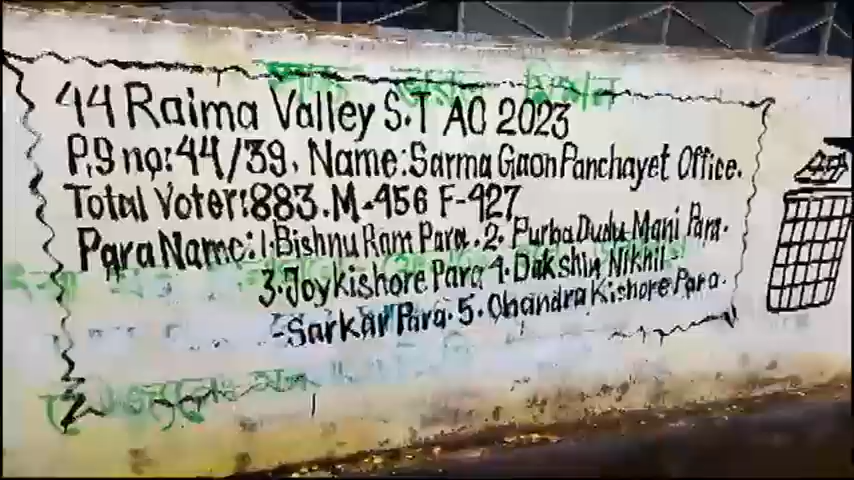 44 Raima Valley S.T AC 2023
P.S no: 44/39. Name: Sarma Gaon Panchayet Office.
Total Voter: 883. M-456 F-427
Para Name: 1. Bishnu Ram Para. 2. Purba Dudu Mani Para.
3. Joykishore Para 4. Dakshin Nikhil-
-Sarkar Para. 5. Chandra Kishore Para.